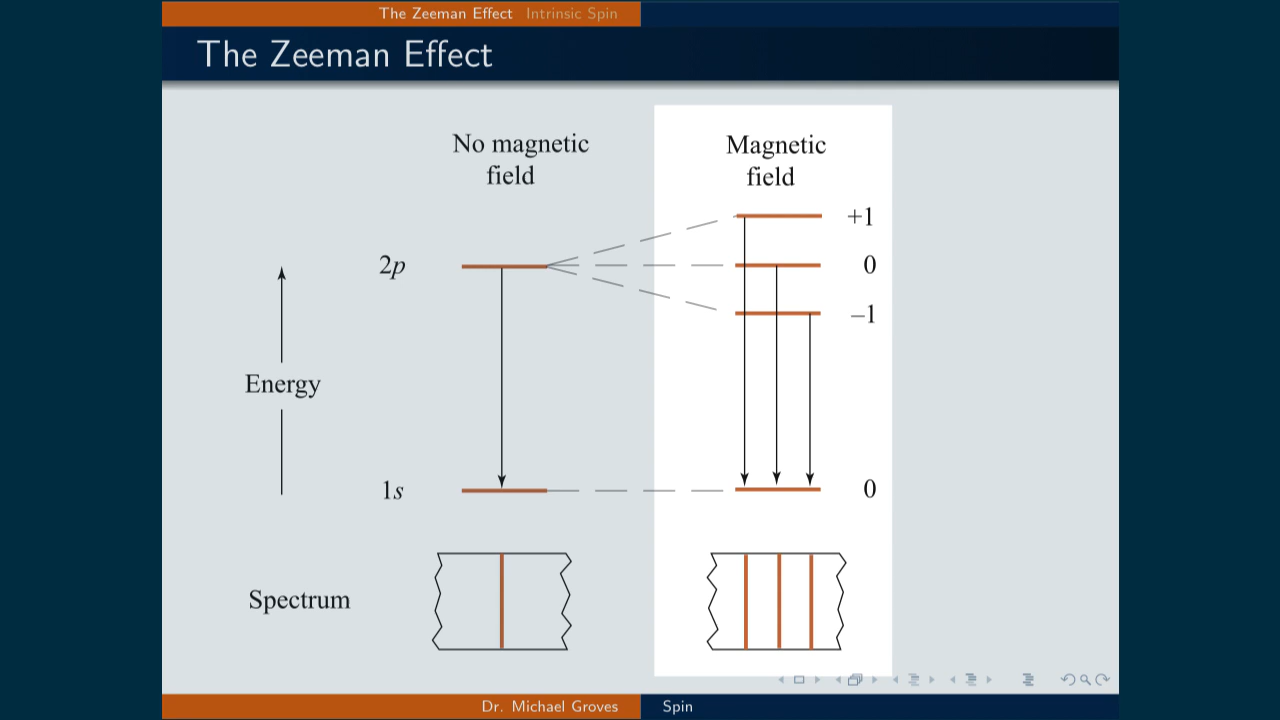 The Zeeman Effect Intrinsic Spin
The Zeeman Effect
No magnetic
field
Magnetic
field
+1
2p
0
–1
Energy
1s
0
Spectrum
Dr. Michael Groves
Spin